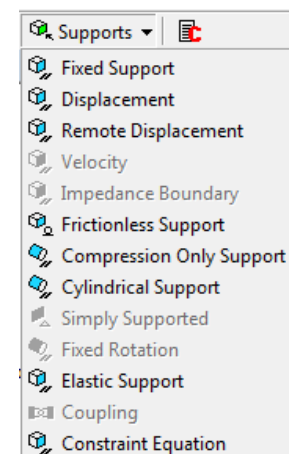 Supports
Fixed Support
Displacement
Remote Displacement
Velocity
Impedance Boundary
Frictionless Support
Compression Only Support
Cylindrical Support
Simply Supported
Fixed Rotation
Elastic Support
Coupling
Constraint Equation